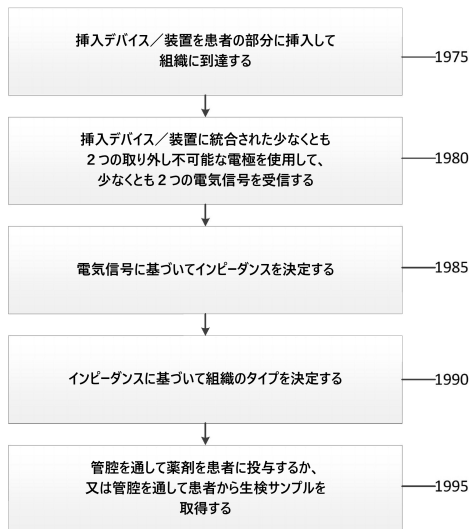 挿入デバイス／装置を患者の部分に挿入して
組織に到達する
1975
挿入デバイス／装置に統合された少なくとも
２つの取り外し不可能な電極を使用して、
少なくとも２つの電気信号を受信する
1980
電気信号に基づいてインピーダンスを決定する
1985
インピーダンスに基づいて組織のタイプを決定する
1990
管腔を通して薬剤を患者に投与するか、
又は管腔を通して患者から生検サンプルを
取得する
1995